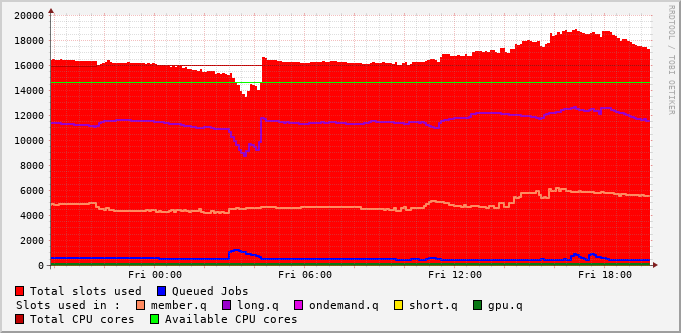 20000
18000
16000
14000
12000
10000
8000
6000
4000
2000
0
Fri 00:00 Fri 06:00 Fri 12:00 Fri 18:00
RRDTOOL / TOBI OETIKER
Total slots used Queued Jobs
Slots used in : member.q long.q ondemand.q short.q gpu.q
Total CPU cores Available CPU cores